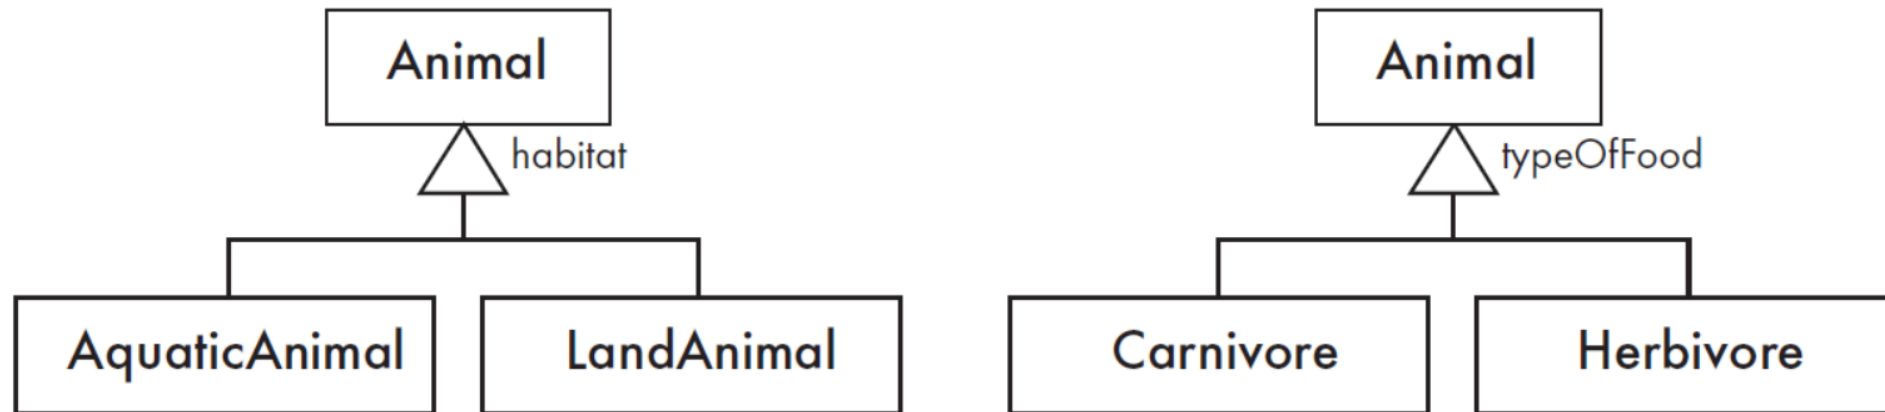 Animal
habitat
AquaticAnimal
LandAnimal
Animal
typeOfFood
Carnivore
Herbivore